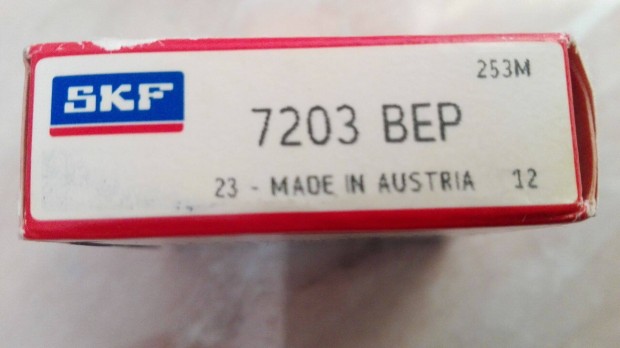 253M
SKF
7203 BEP
23 - MADE IN AUSTRIA 12